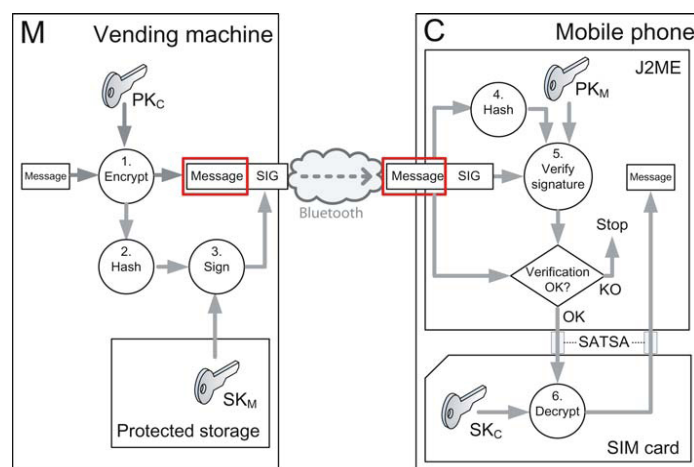 M
Vending machine
PKC
Message
1.
Encrypt
Message
SIG
2.
Hash
3.
Sign
SKM
Protected storage
Bluetooth
C
Mobile phone
J2ME
4.
Hash
PKM
Message
SIG
5.
Verify
signature
Message
Stop
Verification
OK?
KO
OK
SATSA
SKC
6.
Decrypt
SIM card